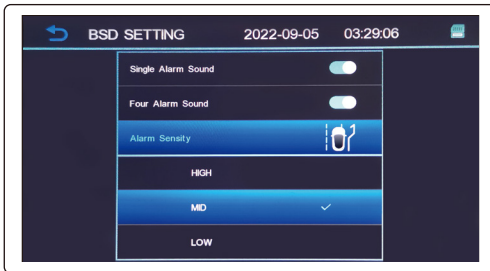 BSD SETTING 2022-09-05 03:29:06
Single Alarm Sound
Four Alarm Sound
Alarm Sensity
HIGH
MID
LOW